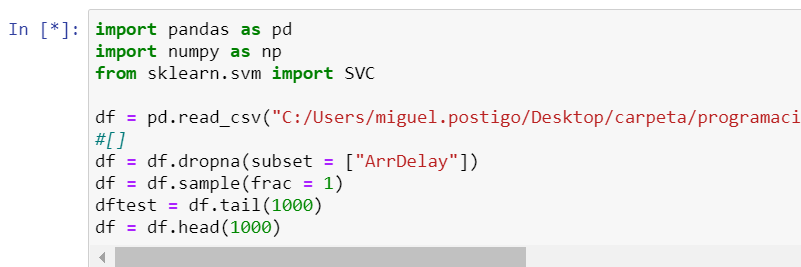 In [*]:
import pandas as pd
import numpy as np
from sklearn.svm import SVC
df = pd.read_csv("C:/Users/miguel.postigo/Desktop/carpeta/programaci
#[]
df = df.dropna(subset = ["ArrDelay"])
df = df.sample(frac = 1)
dftest = df.tail(1000)
df = df.head(1000)